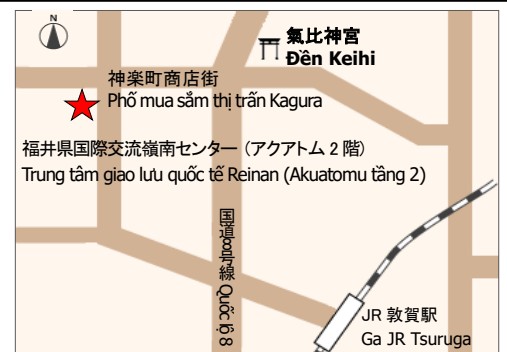 N
氣比神宮
Đền Keihi
神楽町商店街
Phố mua sắm thị trấn Kagura
福井県国際交流嶺南センター（アクアトム 2 階）
Trung tâm giao lưu quốc tế Reinan (Akuatomu tầng 2)
国道8号線 Quốc lộ 8
JR 敦賀駅
Ga JR Tsuruga